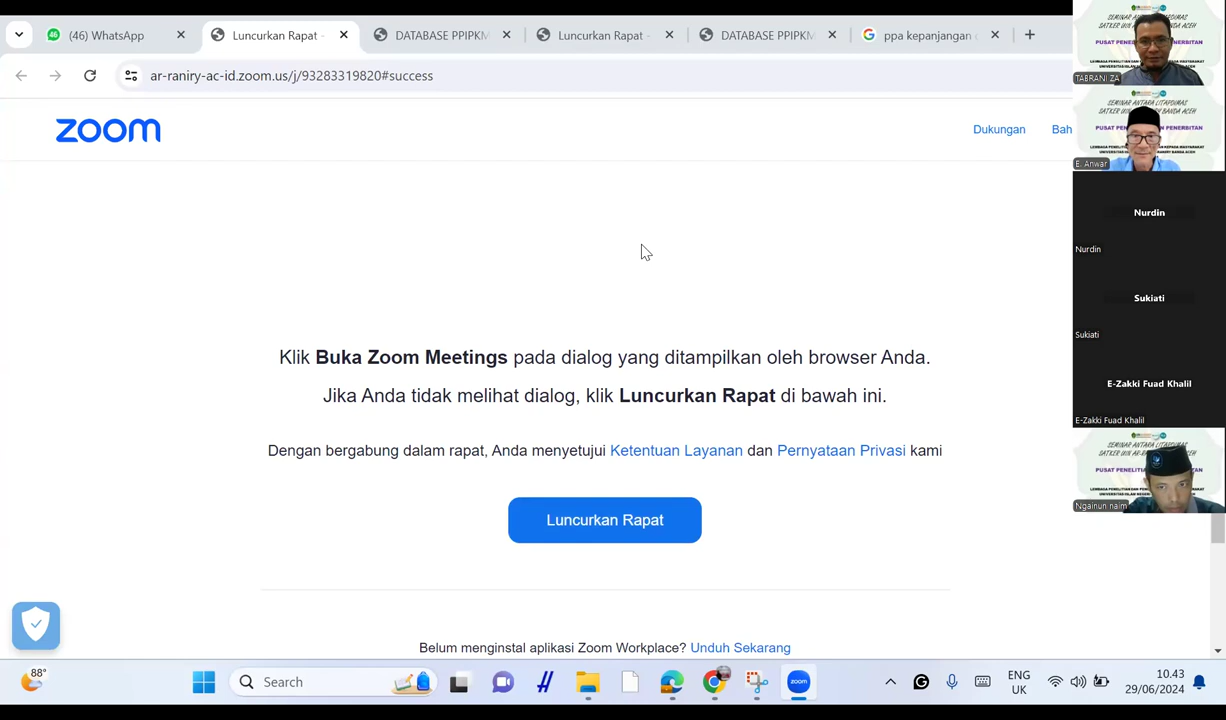 (46) WhatsApp
Luncurkan Rapat -
DATABASE PPIPKM
Luncurkan Rapat -
DATABASE PPIPKM
ppa kepanjangan
ar-raniry-ac-id.zoom.us/j/93283319820#success
zoom
Dukungan
Bah
Klik Buka Zoom Meetings pada dialog yang ditampilkan oleh browser Anda.
Jika Anda tidak melihat dialog, klik Luncurkan Rapat di bawah ini.
Dengan bergabung dalam rapat, Anda menyetujui Ketentuan Layanan dan Pernyataan Privasi kami
Luncurkan Rapat
Belum menginstal aplikasi Zoom Workplace? Unduh Sekarang
TABRANI ZA
E. Anwar
Nurdin
Nurdin
Sukiati
Sukiati
E-Zakki Fuad Khalil
E-Zakki Fuad Khalil
Ngainun naim
88°
Search
zoom
ENG
UK
10.43
29/06/2024